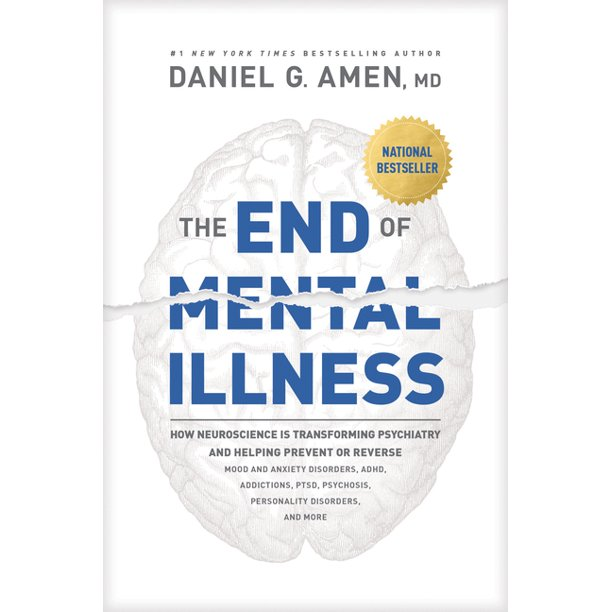 #1 NEW YORK TIMES BESTSELLING AUTHOR
DANIEL G. AMEN, MD
NATIONAL
BESTSELLER
THE END OF
MENTAL
ILLNESS
HOW NEUROSCIENCE IS TRANSFORMING PSYCHIATRY
AND HELPING PREVENT OR REVERSE
MOOD AND ANXIETY DISORDERS, ADHD,
ADDICTIONS, PTSD, PSYCHOSIS,
PERSONALITY DISORDERS,
AND MORE